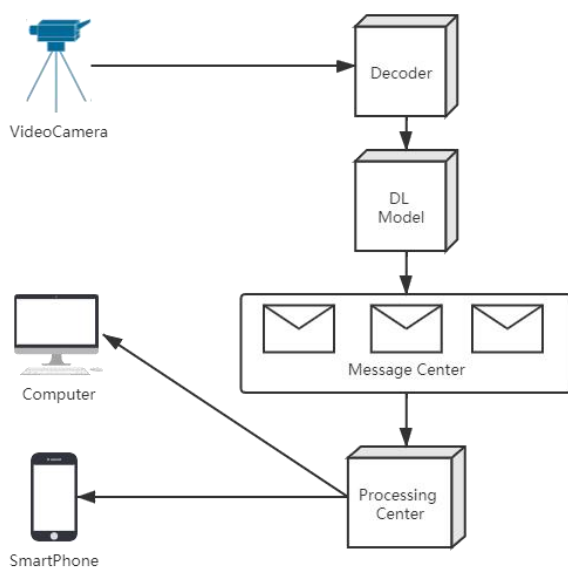 VideoCamera
Decoder
DL
Model
Message Center
Computer
Processing
Center
SmartPhone